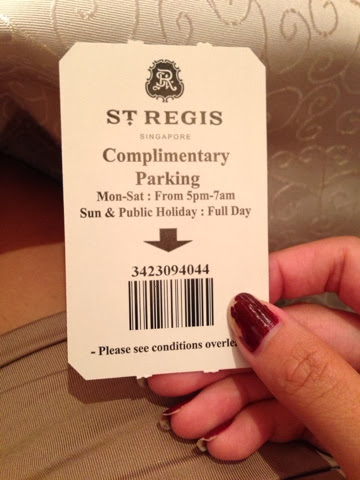 ST REGIS
SINGAPORE
Complimentary
Parking
Mon-Sat : From 5pm-7am
Sun & Public Holiday : Full Day
3423094044
- Please see conditions